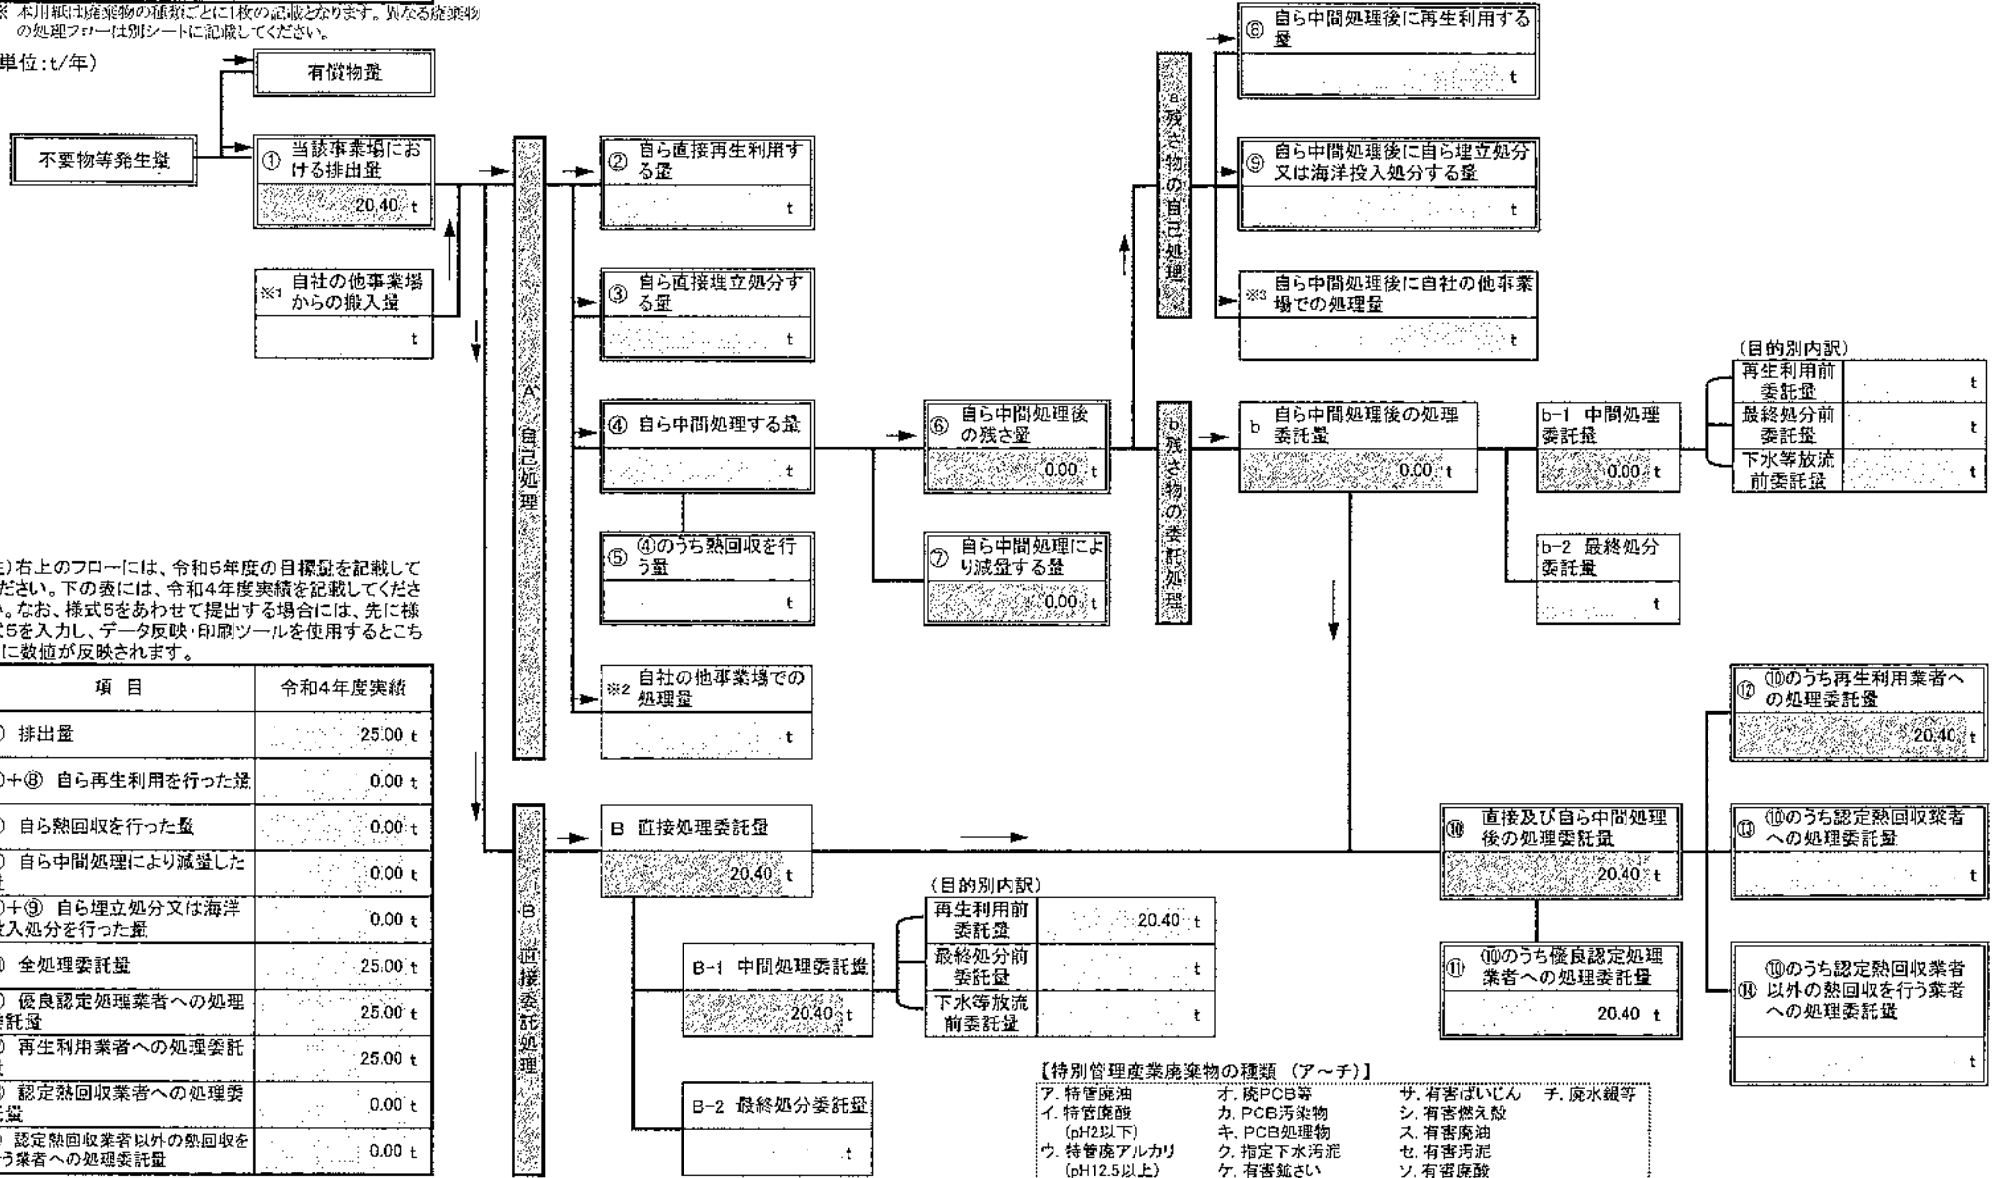 ※ 本用紙は廃棄物の種類ごとに1枚の記載となります。異なる廃棄物
の処理フローは別シートに記載してください。
単位:t/年)
有償物量
不要物等発生量
① 当該事業場にお
ける排出量
20.40 t
※1 自社の他事業場
からの搬入量
t
A 自己処理
② 自ら直接再生利用す
る量
t
③ 自ら直接埋立処分す
る量
t
④ 自ら中間処理する量
t
⑤ ④のうち熱回収を行
う量
t
※2 自社の他事業場での
処理量
t
⑥ 自ら中間処理後
の残さ量
0.00 t
⑦ 自ら中間処理によ
り減量する量
0.00 t
a 残さ物の自己処理
⑧ 自ら中間処理後に再生利用する
量
t
⑨ 自ら中間処理後に自ら埋立処分
又は海洋投入処分する量
t
※3 自ら中間処理後に自社の他事業
場での処理量
t
b 残さ物の委託処理
b 自ら中間処理後の処理
委託量
0.00 t
b-1 中間処理
委託量
0.00 t
(目的別内訳)
再生利用前
委託量 t
最終処分前
委託量 t
下水等放流
前委託量 t
b-2 最終処分
委託量
t
)右上のフローには、令和5年度の目標量を記載して
ださい。下の表には、令和4年度実績を記載してくださ
。なお、様式5をあわせて提出する場合には、先に様
5を入力し、データ反映・印刷ツールを使用するとこち
に数値が反映されます。
項 目 令和4年度実績
排出量 25.00 t
+⑧ 自ら再生利用を行った量 0.00 t
自ら熱回収を行った量 0.00 t
自ら中間処理により減量した
0.00 t
+⑨ 自ら埋立処分又は海洋
入処分を行った量 0.00 t
全処理委託量 25.00 t
優良認定処理業者への処理
託量 25.00 t
再生利用業者への処理委託
25.00 t
認定熱回収業者への処理委
量 0.00 t
認定熱回収業者以外の熱回収を
う業者への処理委託量 0.00 t
B 直接委託処理
B 直接処理委託量
20.40 t
B-1 中間処理委託量
20.40 t
(目的別内訳)
再生利用前
委託量 20.40 t
最終処分前
委託量 t
下水等放流
前委託量 t
B-2 最終処分委託量
t
⑩ 直接及び自ら中間処理
後の処理委託量
20.40 t
⑪ ⑩のうち優良認定処理
業者への処理委託量
20.40 t
⑫ ⑩のうち再生利用業者へ
の処理委託量
20.40 t
⑬ ⑩のうち認定熱回収業者
への処理委託量
t
⑭ ⑩のうち認定熱回収業者
以外の熱回収を行う業者
への処理委託量
t
【特別管理産業廃棄物の種類 (ア~チ)】
ア. 特管廃油 オ. 廃PCB等 サ. 有害ばいじん チ. 廃水銀等
イ. 特管廃酸 カ. PCB汚染物 シ. 有害燃え殻
(pH2以下) キ. PCB処理物 ス. 有害廃油
ウ. 特管廃アルカリ ク. 指定下水汚泥 セ. 有害汚泥
(pH12.5以上) ケ. 有害鉱さい ソ. 有害廃酸